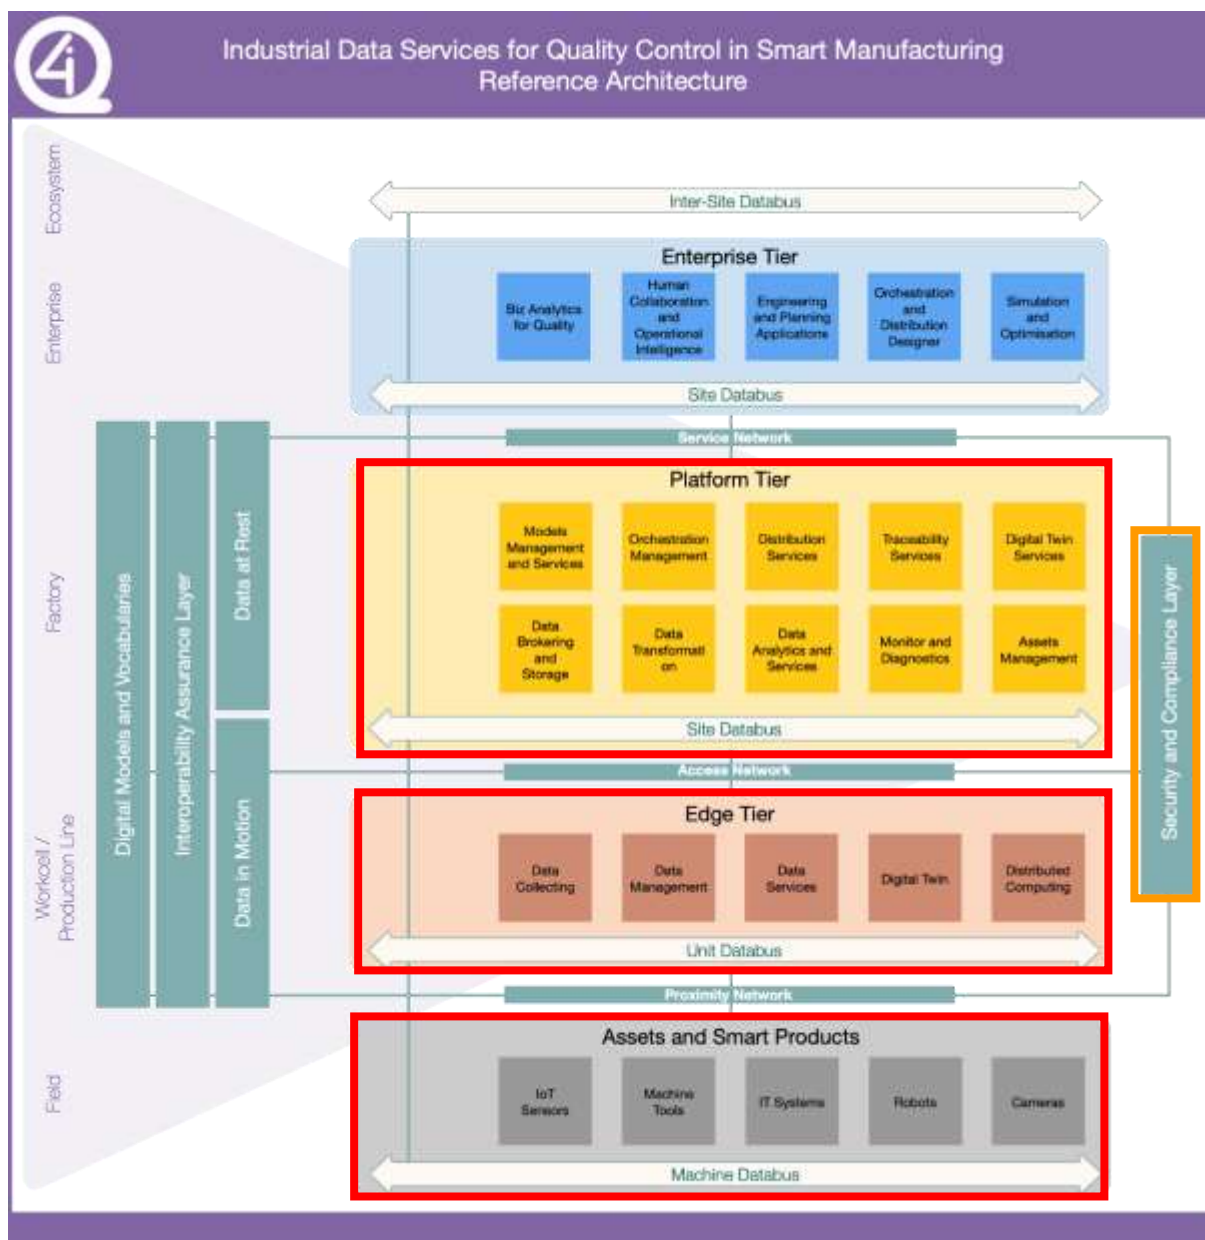 4i
Industrial Data Services for Quality Control in Smart Manufacturing
Reference Architecture
Ecosystem
Inter-Site Databus
Enterprise
Enterprise Tier
Biz Analytics
for Quality
Human
Collaboration
and
Operational
Intelligence
Engineering
and Planning
Applications
Orchestration
and
Distribution
Designer
Simulation
and
Optimisation
Site Databus
Service Network
Digital Models and Vocabularies
Interoperability Assurance Layer
Data at Rest
Data in Motion
Factory
Platform Tier
Models
Management
and Services
Orchestration
Management
Distribution
Services
Traceability
Services
Digital Twin
Services
Data
Brokering
and
Storage
Data
Transformati
on
Data
Analytics and
Services
Monitor and
Diagnostics
Assets
Management
Site Databus
Security and Compliance Layer
Access Network
Workcell /
Production Line
Edge Tier
Data
Collecting
Data
Management
Data
Services
Digital Twin
Distributed
Computing
Unit Databus
Proximity Network
Field
Assets and Smart Products
IoT
Sensors
Machine
Tools
IT Systems
Robots
Cameras
Machine Databus